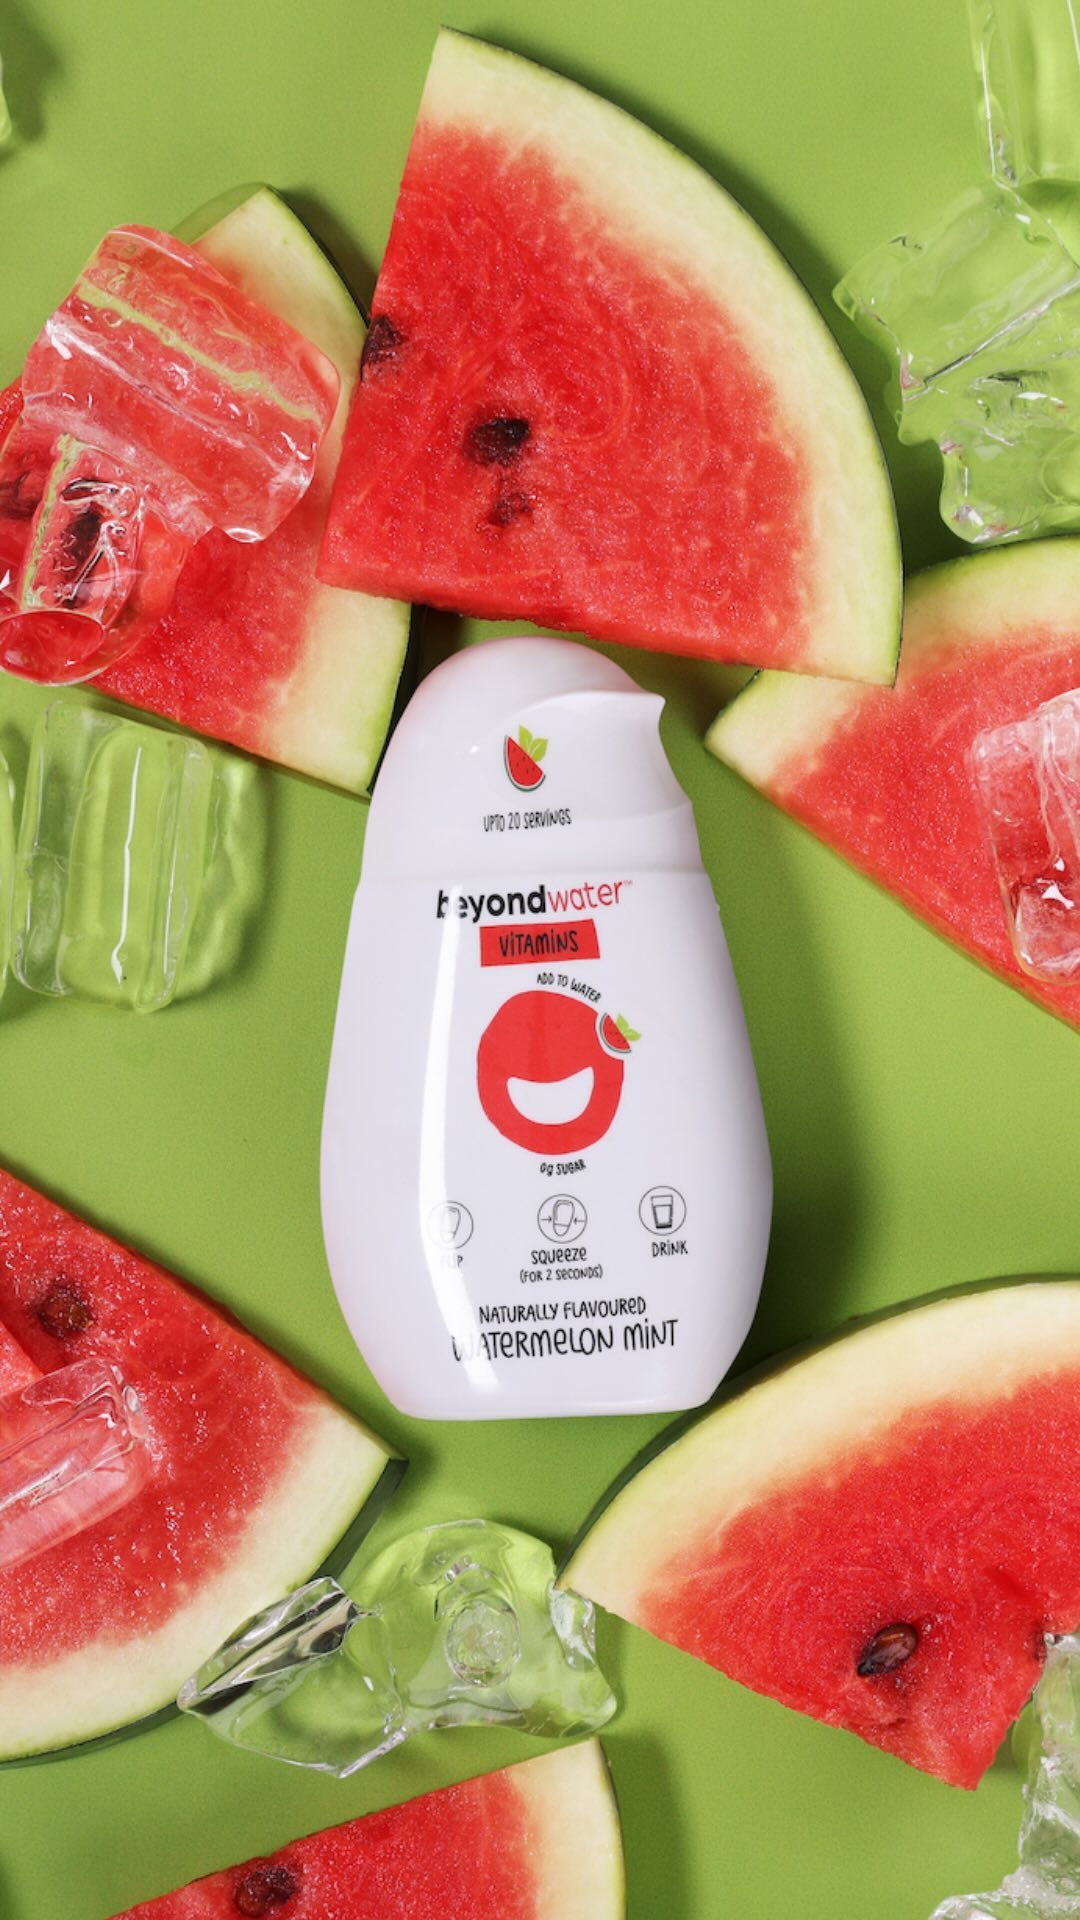 UPTO 20 SERVINGS
beyondwater™
VITAMINS
ADD TO WATER
0g SUGAR
FLIP
SQUEEZE
(FOR 2 SECONDS)
DRINK
NATURALLY FLAVOURED
WATERMELON MINT